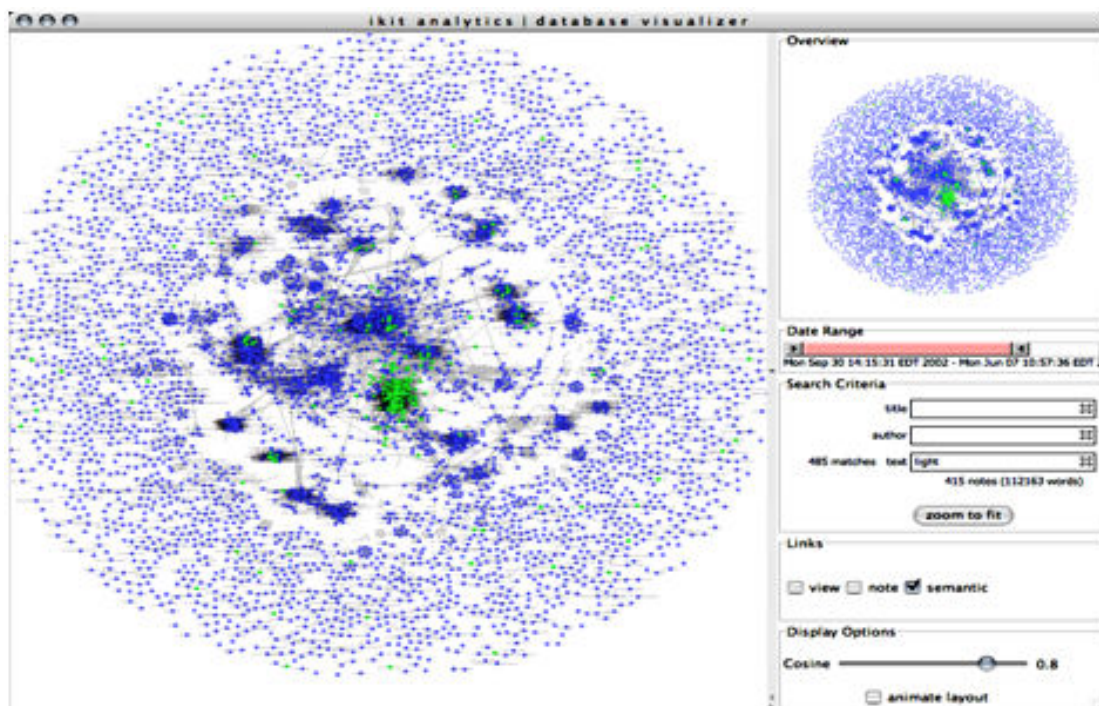 ikit analytics | database visualizer
Overview
Date Range
Mon Sep 30 14:15:31 EDT 2002 - Mon Jun 07 10:57:36 EDT
Search Criteria
title
author
485 matches text light
415 notes (112163 words)
zoom to fit
Links
view note semantic
Display Options
Cosine 0.8
animate layout